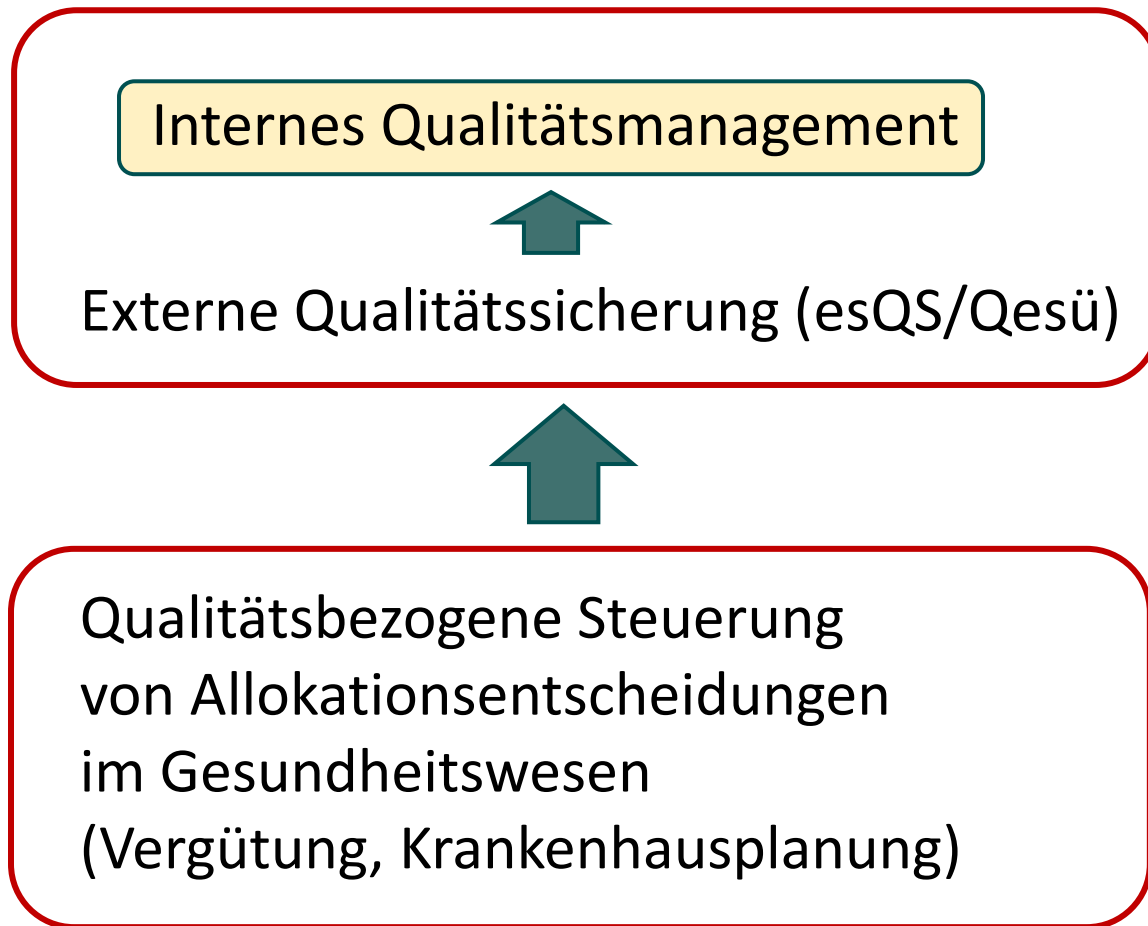 Internes Qualitätsmanagement
Externe Qualitätssicherung (esQS/Qesü)
Qualitätsbezogene Steuerung
von Allokationsentscheidungen
im Gesundheitswesen
(Vergütung, Krankenhausplanung)